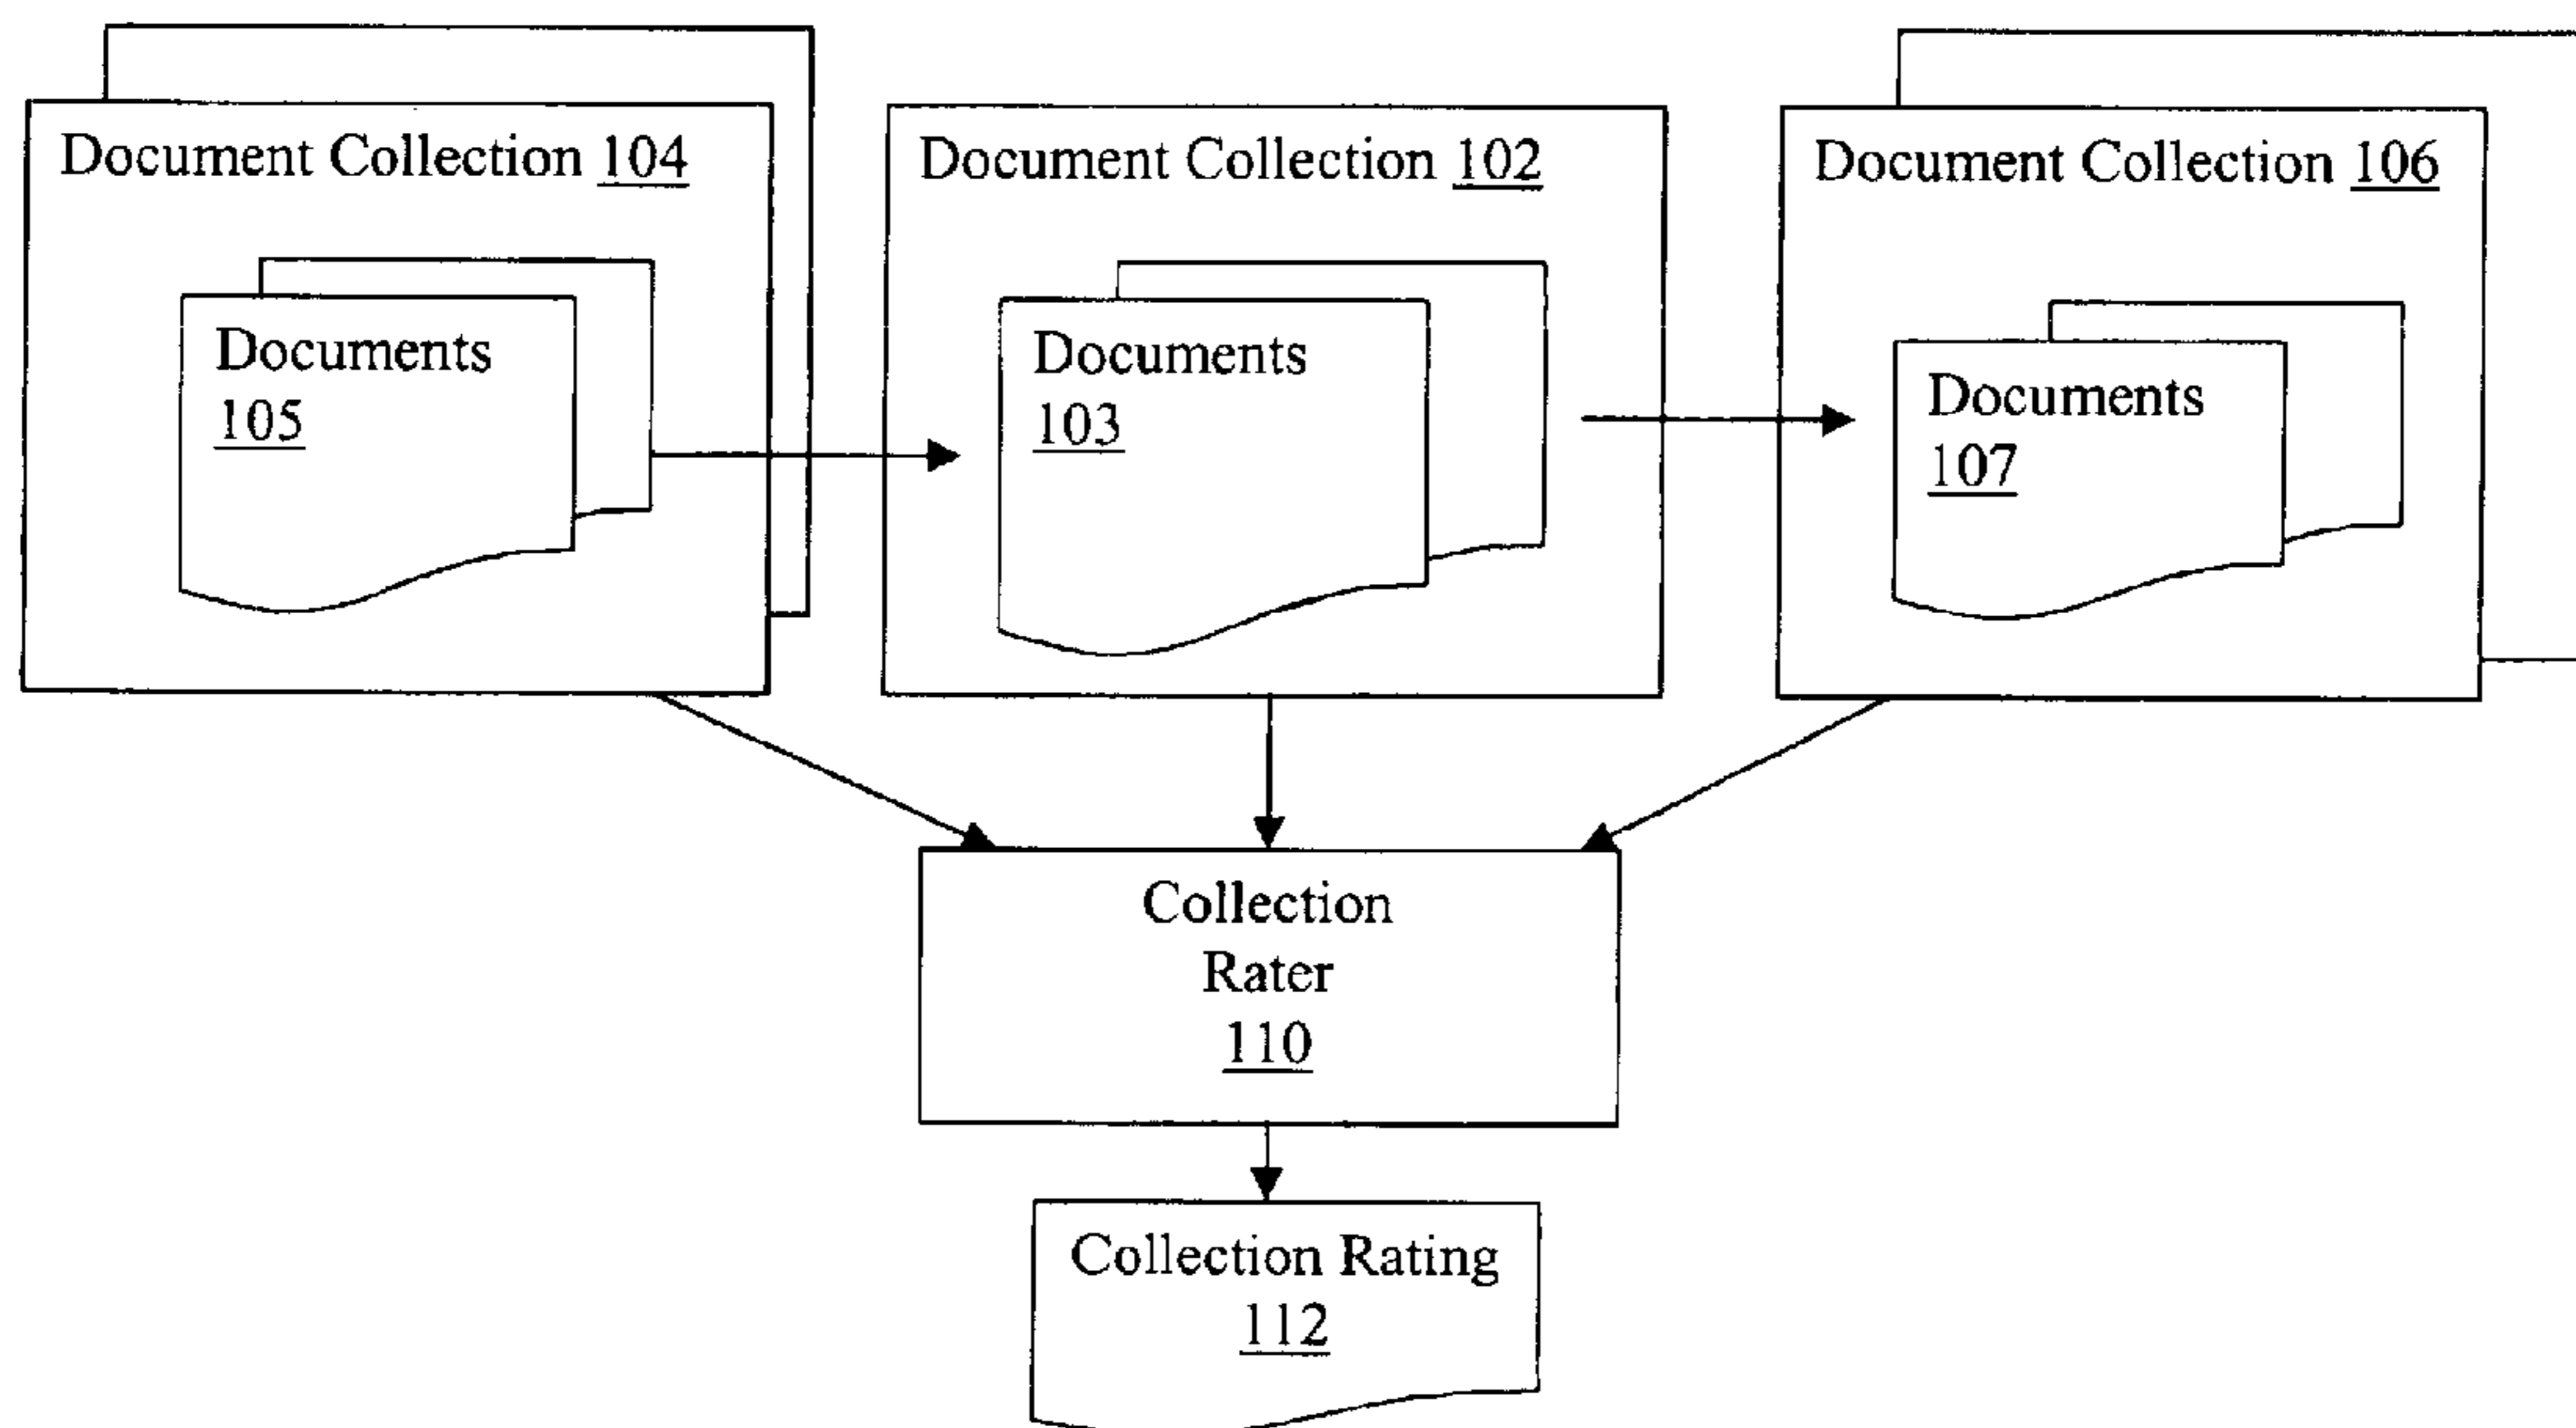 Document Collection 104
Documents
105
Document Collection 102
Documents
103
Document Collection 106
Documents
107
Collection
Rater
110
Collection Rating
112